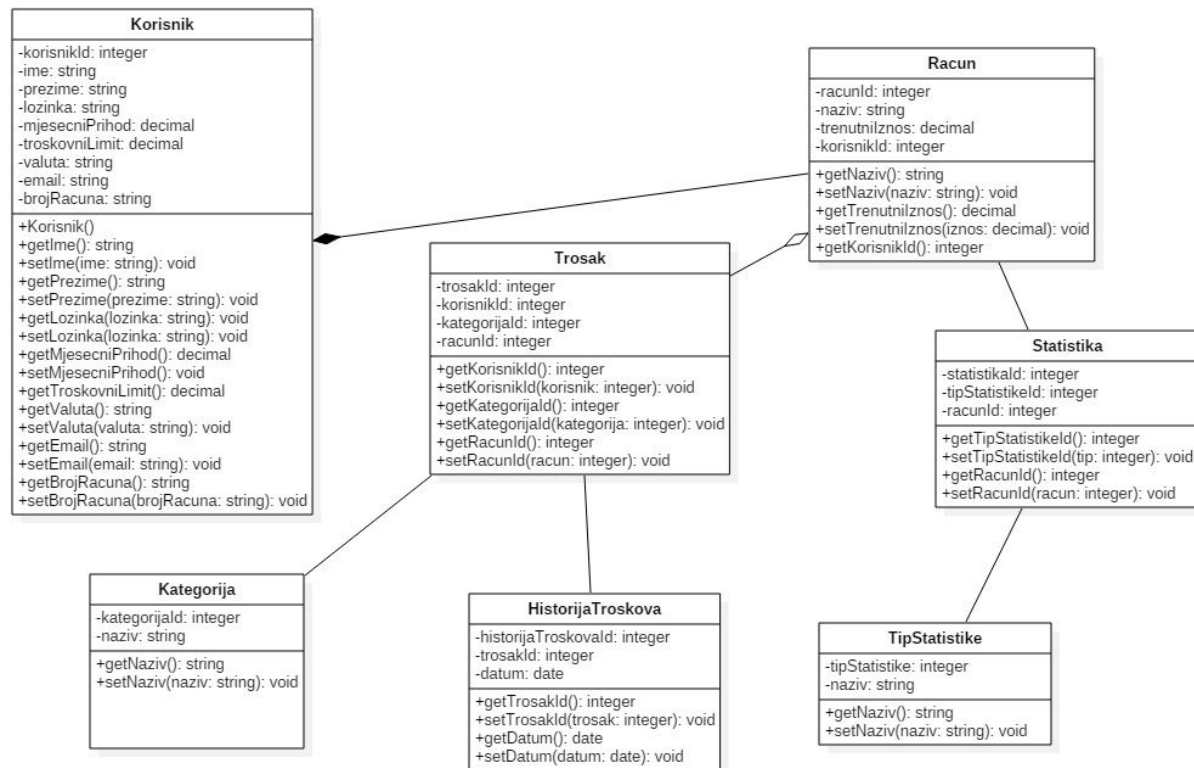 Korisnik
-korisnikId: integer
-ime: string
-prezime: string
-lozinka: string
-mjesecniPrihod: decimal
-troskovniLimit: decimal
-valuta: string
-email: string
-brojRacuna: string
+Korisnik()
+getIme(): string
+setIme(ime: string): void
+getPrezime(): string
+setPrezime(prezime: string): void
+getLozinka(lozinka: string): void
+setLozinka(lozinka: string): void
+getMjesecniPrihod(): decimal
+setMjesecniPrihod(): void
+getTroskovniLimit(): decimal
+getValuta(): string
+setValuta(valuta: string): void
+getEmail(): string
+setEmail(email: string): void
+getBrojRacuna(): string
+setBrojRacuna(brojRacuna: string): void
Racun
-racunId: integer
-naziv: string
-trenutniIznos: decimal
-korisnikId: integer
+getNaziv(): string
+setNaziv(naziv: string): void
+getTrenutniIznos(): decimal
+setTrenutniIznos(iznos: decimal): void
+getKorisnikId(): integer
Trosak
-trosakId: integer
-korisnikId: integer
-kategorijaId: integer
-racunId: integer
+getKorisnikId(): integer
+setKorisnikId(korisnik: integer): void
+getKategorijaId(): integer
+setKategorijaId(kategorija: integer): void
+getRacunId(): integer
+setRacunId(racun: integer): void
Statistika
-statistikaId: integer
-tipStatistikeId: integer
-racunId: integer
+getTipStatistikeId(): integer
+setTipStatistikeId(tip: integer): void
+getRacunId(): integer
+setRacunId(racun: integer): void
Kategorija
-kategorijaId: integer
-naziv: string
+getNaziv(): string
+setNaziv(naziv: string): void
HistorijaTroskova
-historijaTroskovaId: integer
-trosakId: integer
-datum: date
+getTrosakId(): integer
+setTrosakId(trosak: integer): void
+getDatum(): date
+setDatum(datum: date): void
TipStatistike
-tipStatistike: integer
-naziv: string
+getNaziv(): string
+setNaziv(naziv: string): void